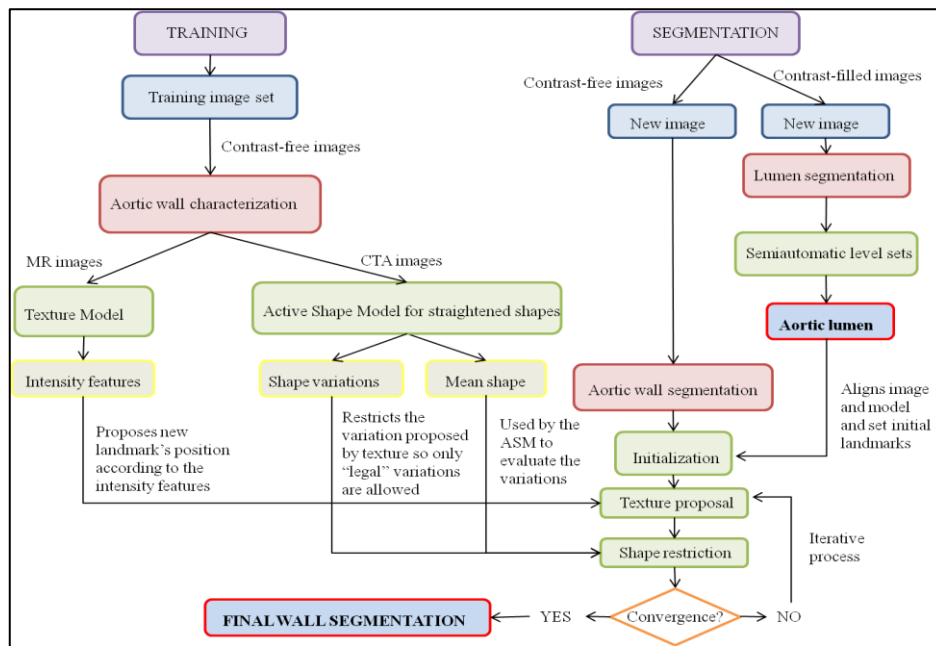 TRAINING
SEGMENTATION
Contrast-free images
Contrast-filled images
Training image set
New image
New image
Contrast-free images
Lumen segmentation
Aortic wall characterization
MR images
CTA images
Semiautomatic level sets
Texture Model
Active Shape Model for straightened shapes
Aortic lumen
Intensity features
Shape variations
Mean shape
Aortic wall segmentation
Aligns image
and model
and set initial
landmarks
Proposes new
landmark's position
according to the
intensity features
Restricts the
variation proposed
by texture so only
"legal" variations
are allowed
Used by the
ASM to
evaluate the
variations
Initialization
Texture proposal
Iterative
process
Shape restriction
FINAL WALL SEGMENTATION
YES
Convergence?
NO